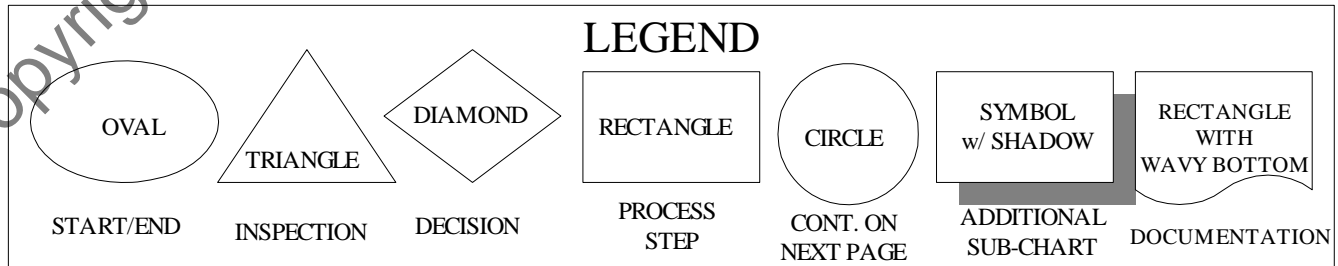 LEGEND
OVAL
TRIANGLE
DIAMOND
RECTANGLE
CIRCLE
SYMBOL
w/ SHADOW
RECTANGLE
WITH
WAVY BOTTOM
START/END
INSPECTION
DECISION
PROCESS
STEP
CONT. ON
NEXT PAGE
ADDITIONAL
SUB-CHART
DOCUMENTATION